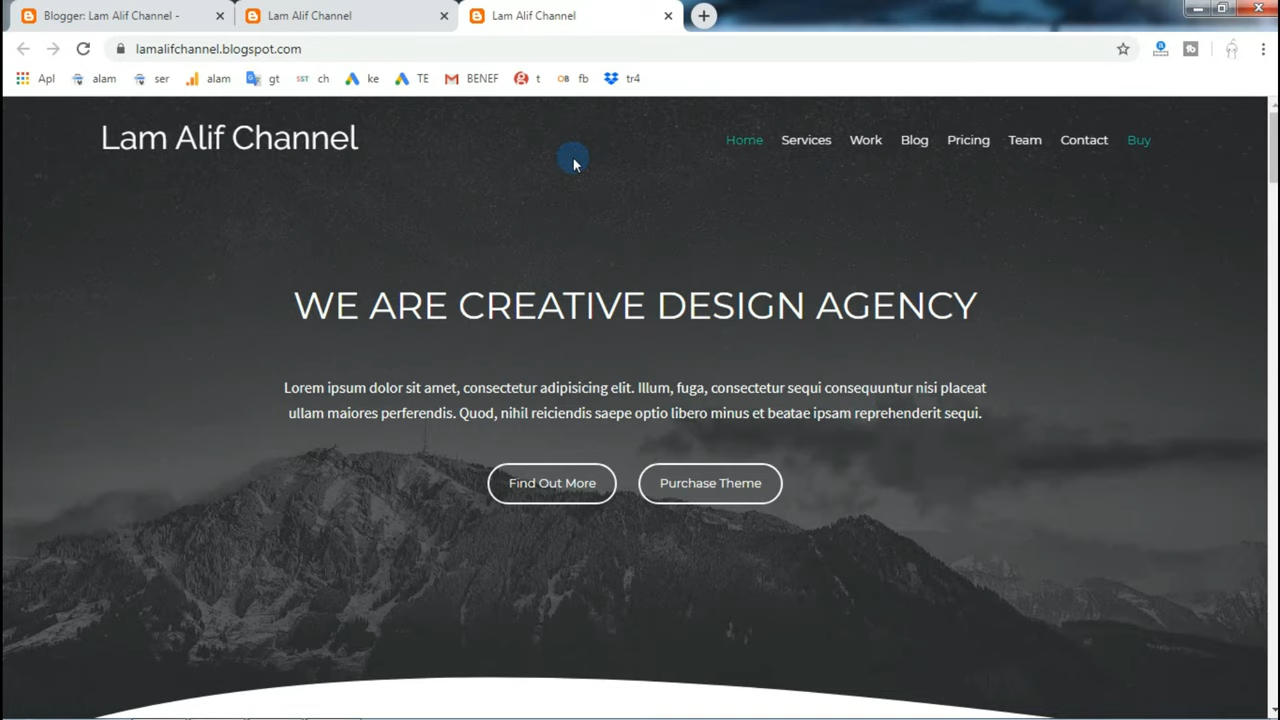 Blogger: Lam Alif Channel -
Lam Alif Channel
Lam Alif Channel
lamalifchannel.blogspot.com
Apl alam ser alam gt SST ch ke TE BENEF t OB fb tr4
Lam Alif Channel
Home Services Work Blog Pricing Team Contact Buy
WE ARE CREATIVE DESIGN AGENCY
Lorem ipsum dolor sit amet, consectetur adipisicing elit. Illum, fuga, consectetur sequi consequuntur nisi placeat
ullam maiores perferendis. Quod, nihil reiciendis saepe optio libero minus et beatae ipsam reprehenderit sequi.
Find Out More
Purchase Theme